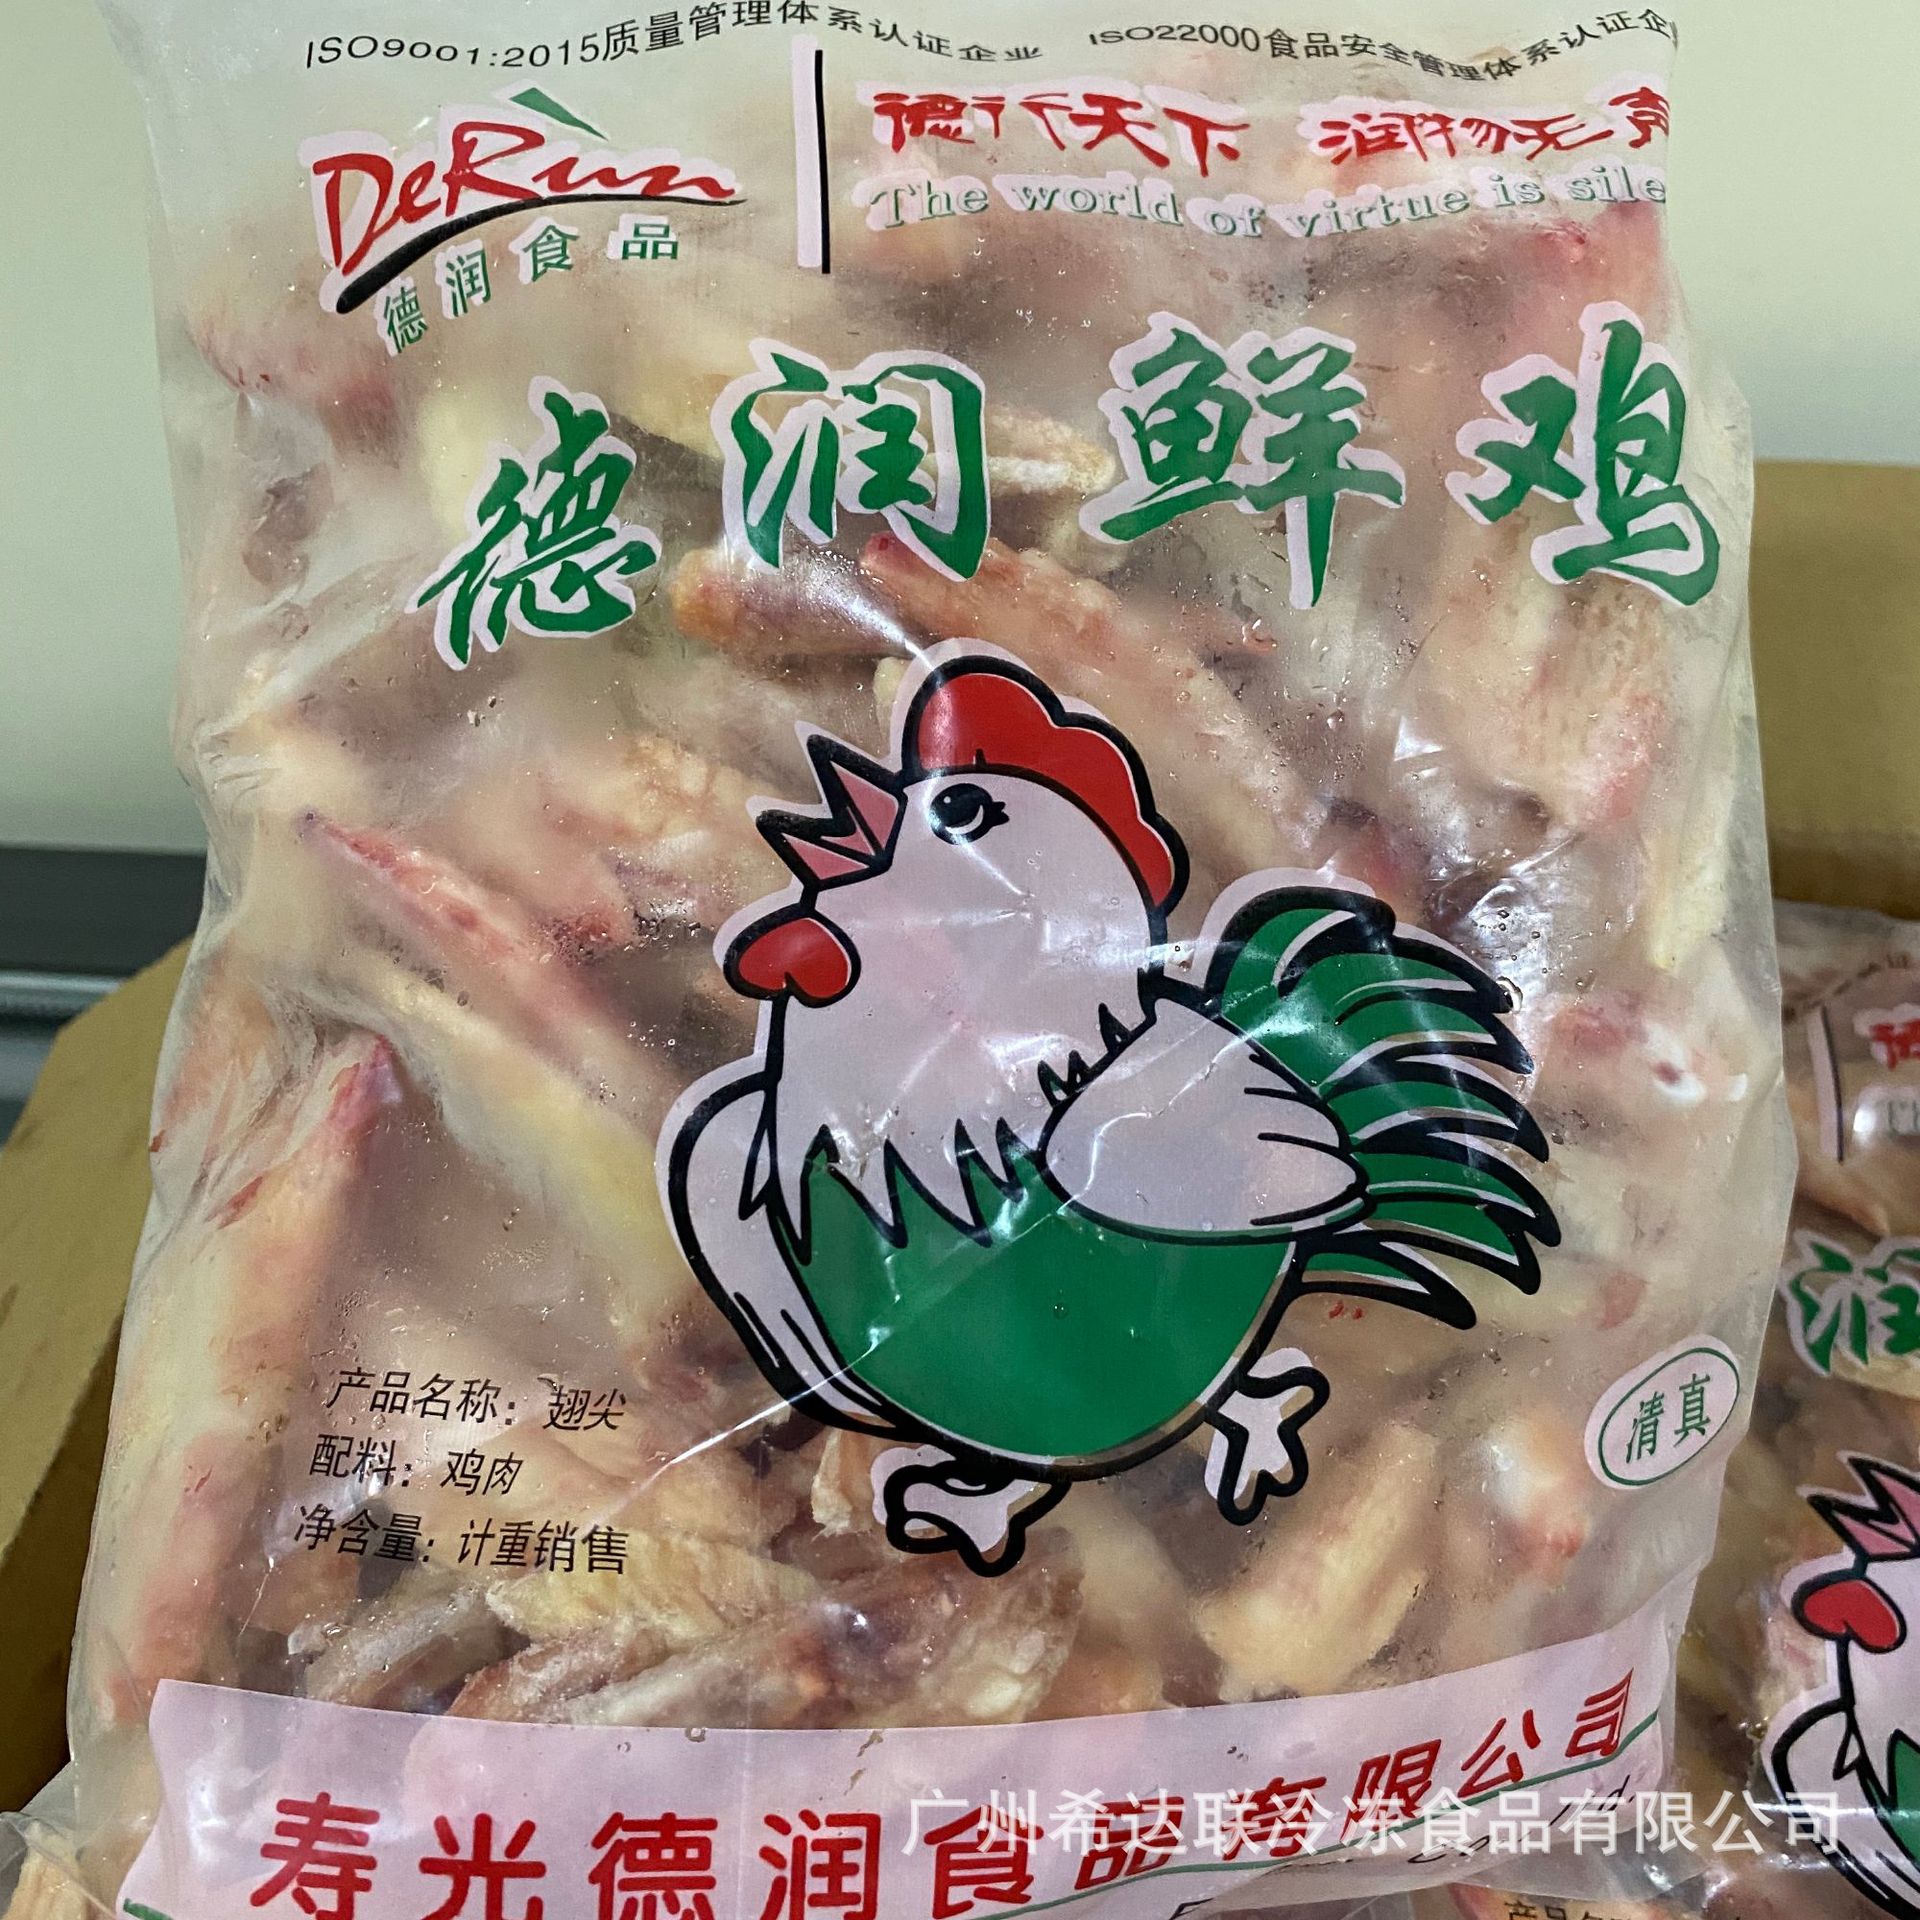 ISO9001:2015质量管理体系认证企业 ISO22000食品安全管理体系认证企
DeRun
德润食品
德行天下 润物无声
The world of virtue is sile
德润鲜鸡
产品名称：翅尖
配料：鸡肉
净含量：计重销售
清真
寿光德润食品有限公司
广州希达联冷冻食品有限公司
润